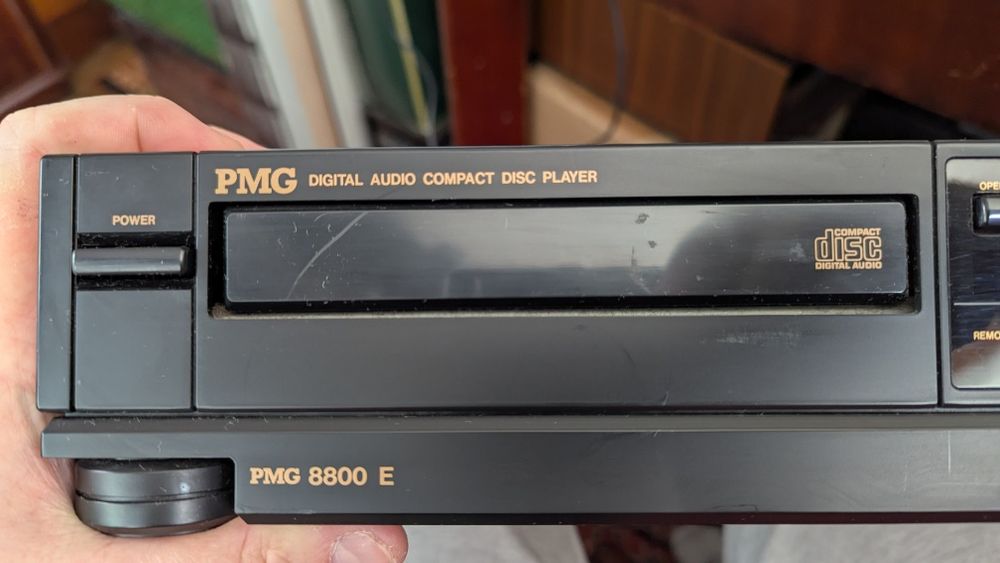 PMG DIGITAL AUDIO COMPACT DISC PLAYER
POWER
COMPACT
disc
DIGITAL AUDIO
PMG 8800 E